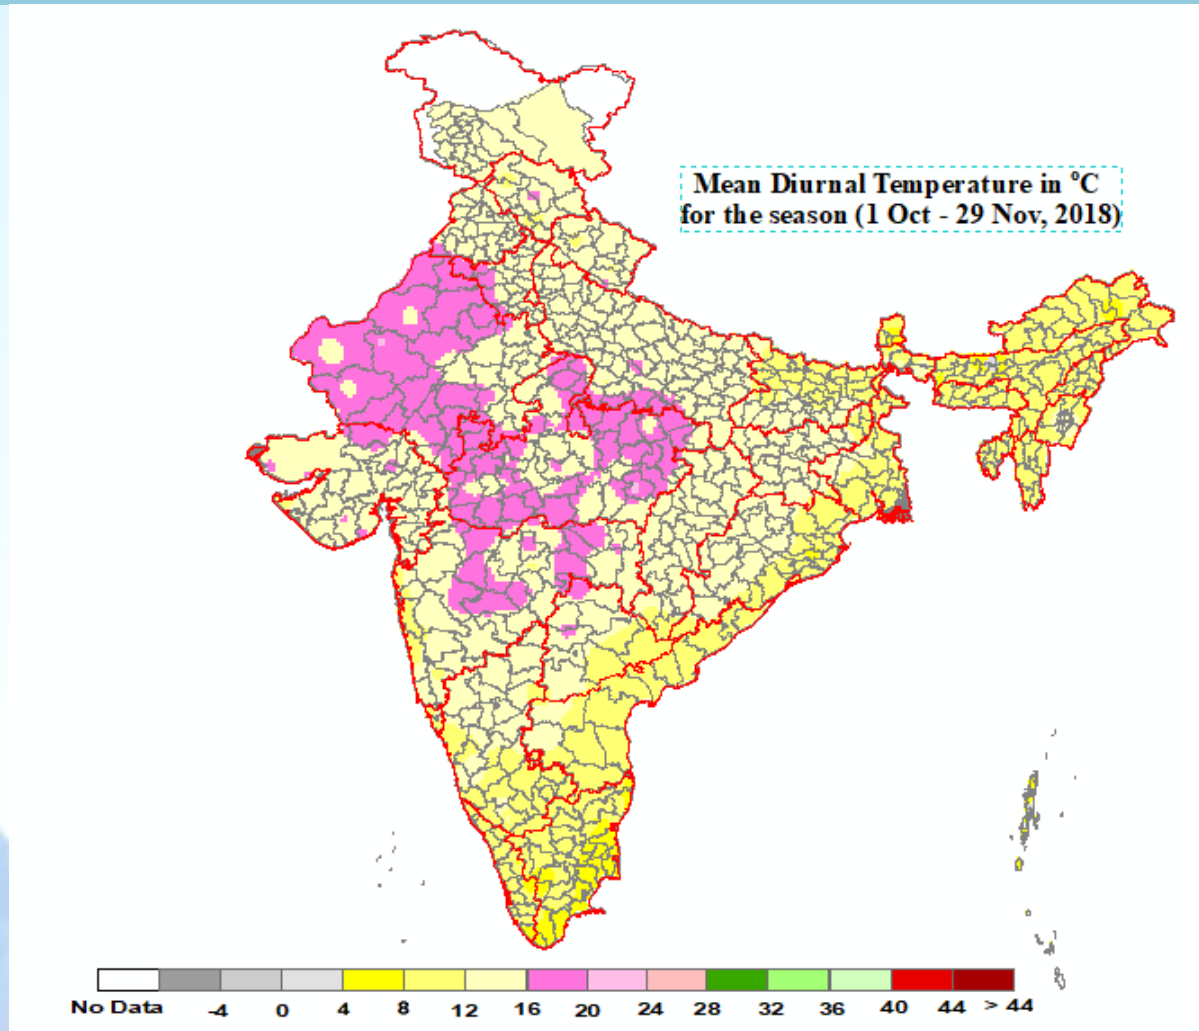 Mean Diurnal Temperature in °C
for the season (1 Oct - 29 Nov, 2018)
No Data -4 0 4 8 12 16 20 24 28 32 36 40 44 > 44